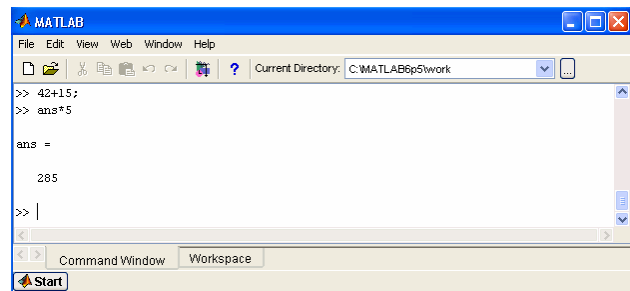 MATLAB
File Edit View Web Window Help
? Current Directory: C:\MATLAB6p5\work ...
>> 42+15;
>> ans*5
ans =
285
>>
Command Window Workspace
Start